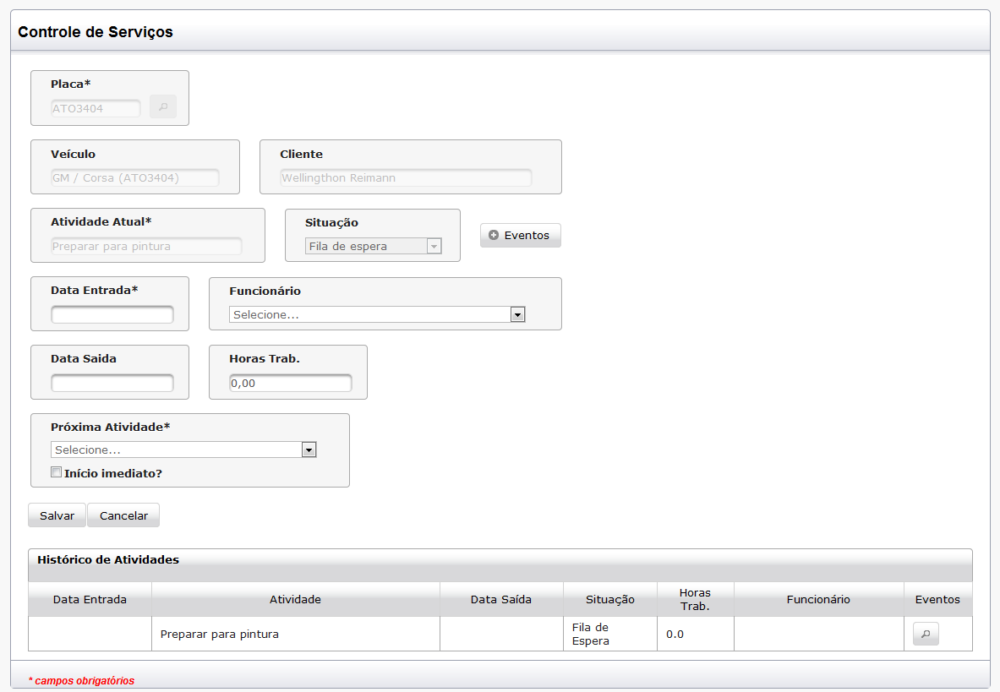 Controle de Serviços
Placa*
ATO3404
Veículo
Cliente
GM / Corsa (ATO3404)
Wellingthon Reimann
Atividade Atual*
Situação
Preparar para pintura
Fila de espera
Eventos
Data Entrada*
Funcionário
Selecione...
Data Saida
Horas Trab.
0,00
Próxima Atividade*
Selecione...
Início imediato?
Salvar
Cancelar
Histórico de Atividades
Data Entrada
Atividade
Data Saída
Situação
Horas
Trab.
Funcionário
Eventos
Preparar para pintura
Fila de
Espera
0.0
* campos obrigatórios